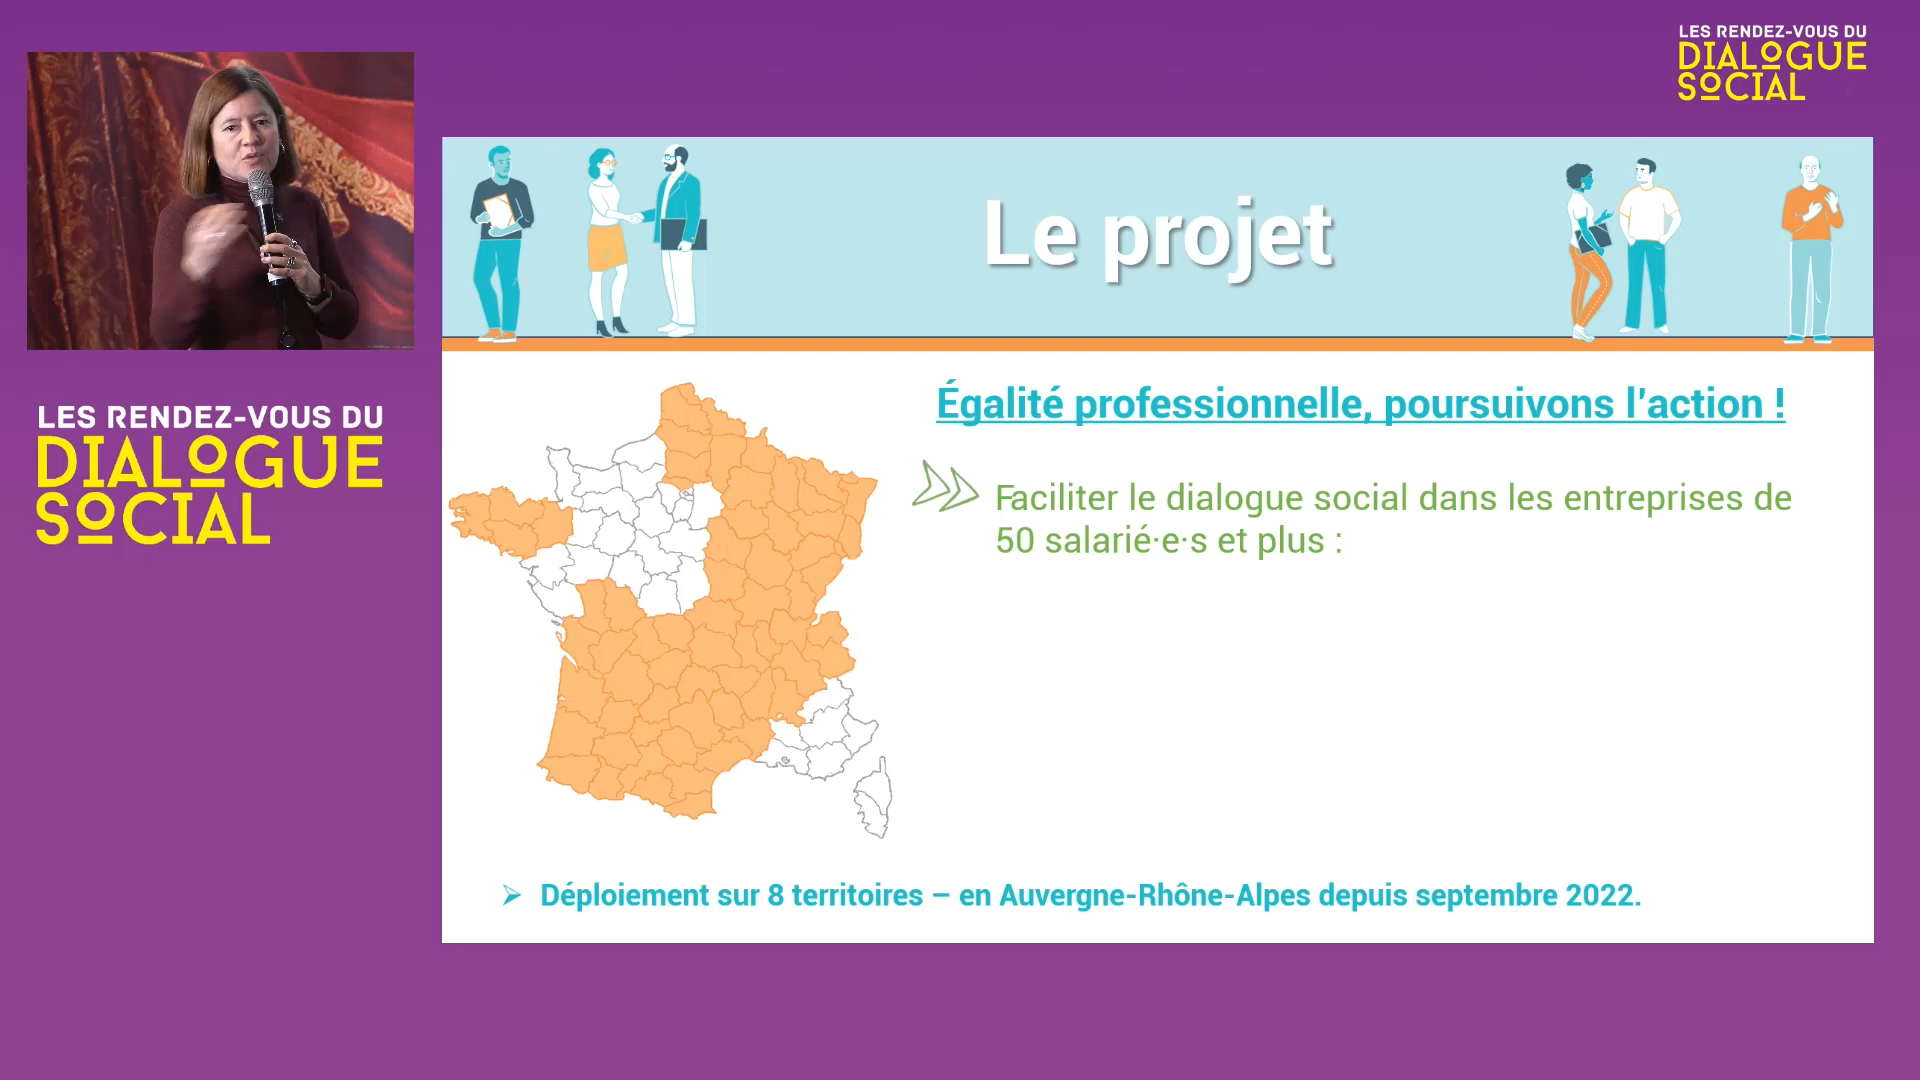 LES RENDEZ-VOUS DU
DIALOGUE
SOCIAL
LES RENDEZ-VOUS DU
DIALOGUE
SOCIAL
Le projet
Égalité professionnelle, poursuivons l'action !
Faciliter le dialogue social dans les entreprises de
50 salarié·e·s et plus :
Déploiement sur 8 territoires – en Auvergne-Rhône-Alpes depuis septembre 2022.